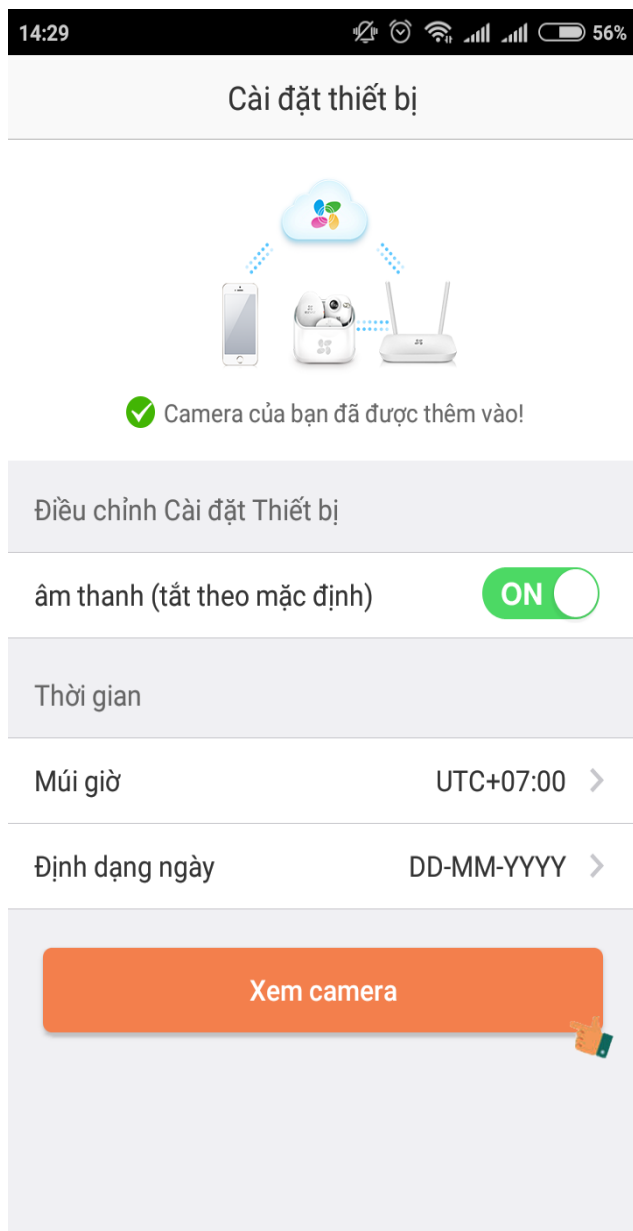 14:29 56%
Cài đặt thiết bị
Camera của bạn đã được thêm vào!
Điều chỉnh Cài đặt Thiết bị
âm thanh (tắt theo mặc định) ON
Thời gian
Múi giờ UTC+07:00
Định dạng ngày DD-MM-YYYY
Xem camera